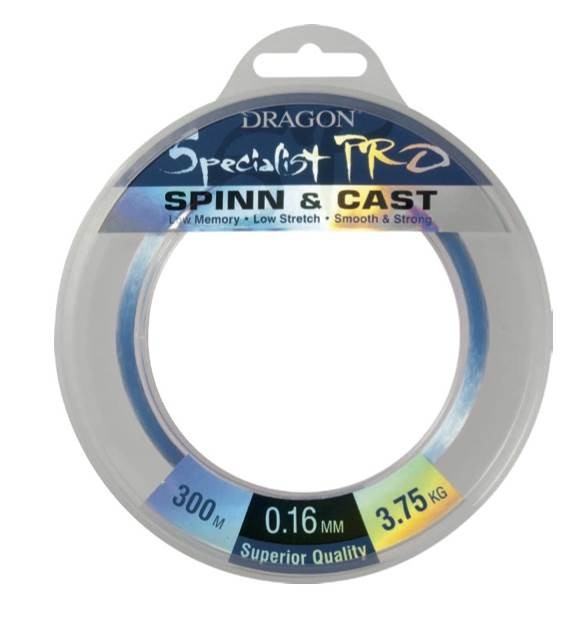 DRAGON
Specialist PRO
SPINN & CAST
Low Memory • Low Stretch • Smooth & Strong
300 M
0.16 MM
3.75 KG
Superior Quality